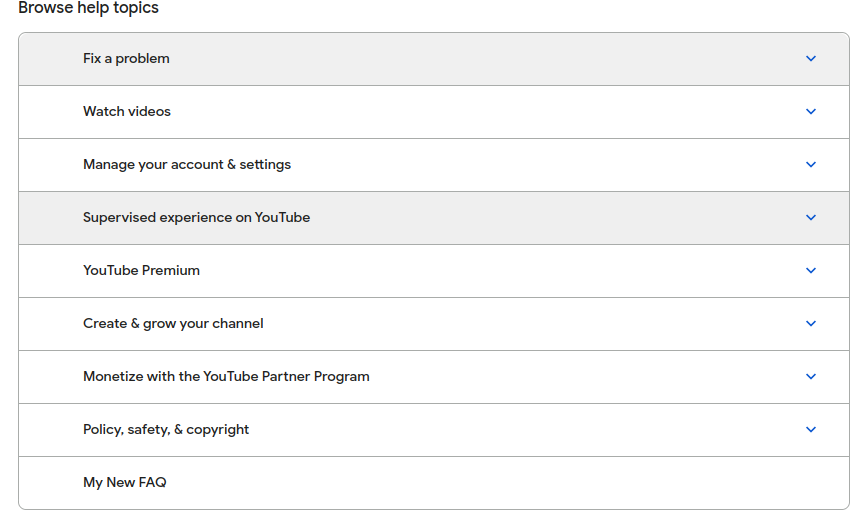 Browse help topics
Fix a problem
Watch videos
Manage your account & settings
Supervised experience on YouTube
YouTube Premium
Create & grow your channel
Monetize with the YouTube Partner Program
Policy, safety, & copyright
My New FAQ